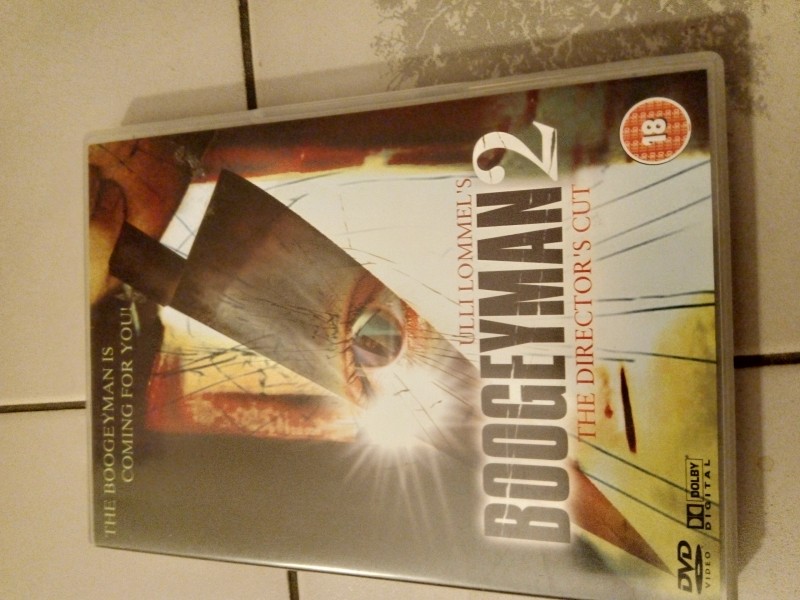 THE BOOGEYMAN IS
COMING FOR YOU!
ULLI LOMMEL'S
BOOGEYMAN 2
THE DIRECTOR'S CUT
18
DVD
VIDEO
DOLBY
DIGITAL